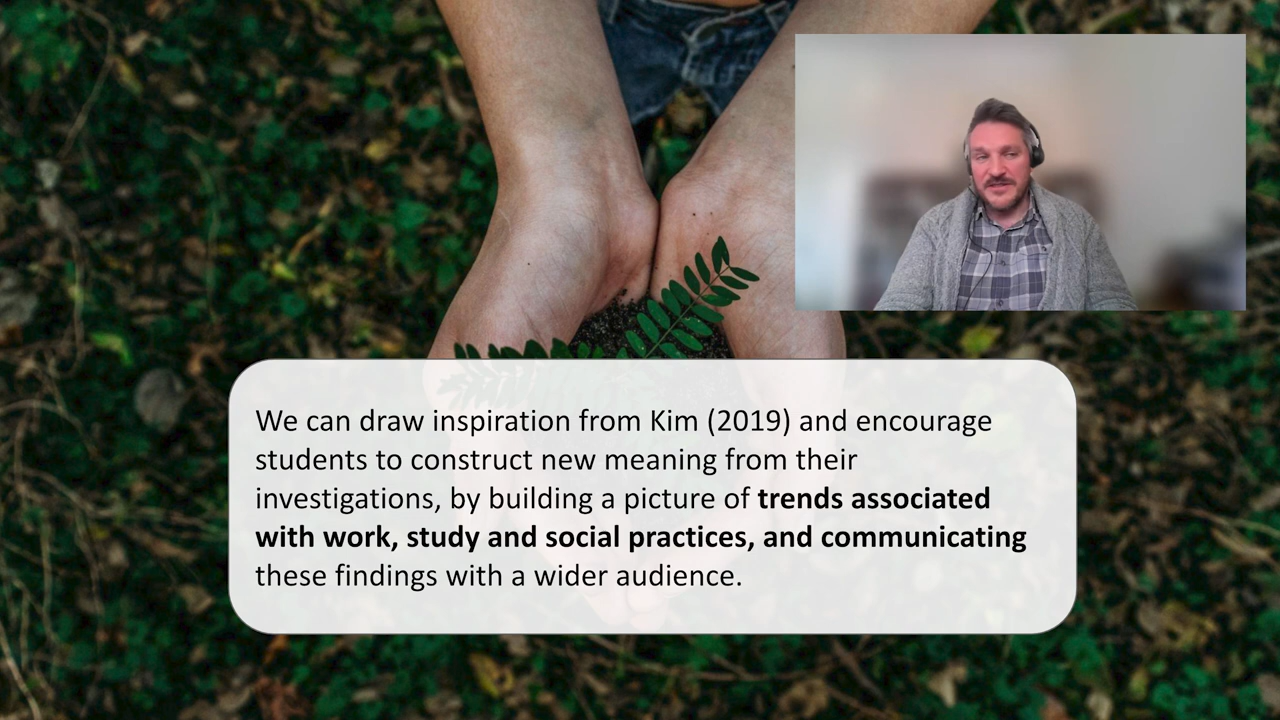 We can draw inspiration from Kim (2019) and encourage
students to construct new meaning from their
investigations, by building a picture of trends associated
with work, study and social practices, and communicating
these findings with a wider audience.